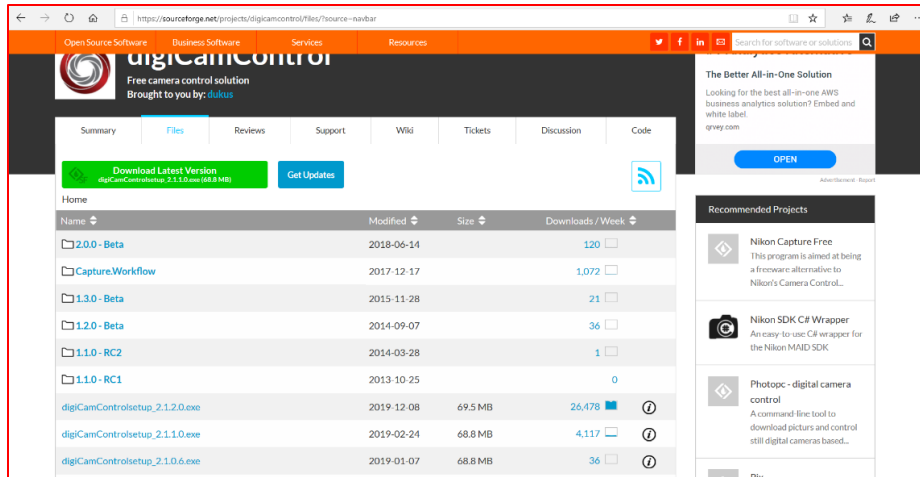 https://sourceforge.net/projects/digicamcontrol/files/?source=navbar
Open Source Software Business Software Services Resources
Search for software or solutions
digiCamControl
Free camera control solution
Brought to you by: dukus
The Better All-in-One Solution
Looking for the best all-in-one AWS
business analytics solution? Embed and
white label.
qrvey.com
OPEN
Advertisement - Report
Summary Files Reviews Support Wiki Tickets Discussion Code
Download Latest Version
digiCamControlsetup_2.1.1.0.exe (68.8 MB)
Get Updates
Home
Name Modified Size Downloads / Week
2.0.0 - Beta 2018-06-14 120
Capture.Workflow 2017-12-17 1,072
1.3.0 - Beta 2015-11-28 21
1.2.0 - Beta 2014-09-07 36
1.1.0 - RC2 2014-03-28 1
1.1.0 - RC1 2013-10-25 0
digiCamControlsetup_2.1.2.0.exe 2019-12-08 69.5 MB 26,478
digiCamControlsetup_2.1.1.0.exe 2019-02-24 68.8 MB 4,117
digiCamControlsetup_2.1.0.6.exe 2019-01-07 68.8 MB 36
Recommended Projects
Nikon Capture Free
This program is aimed at being
a freeware alternative to
Nikon's Camera Control...
Nikon SDK C# Wrapper
An easy-to-use C# wrapper for
the Nikon MAID SDK
Photopc - digital camera
control
A command-line tool to
download picturs and control
still digital cameras based...